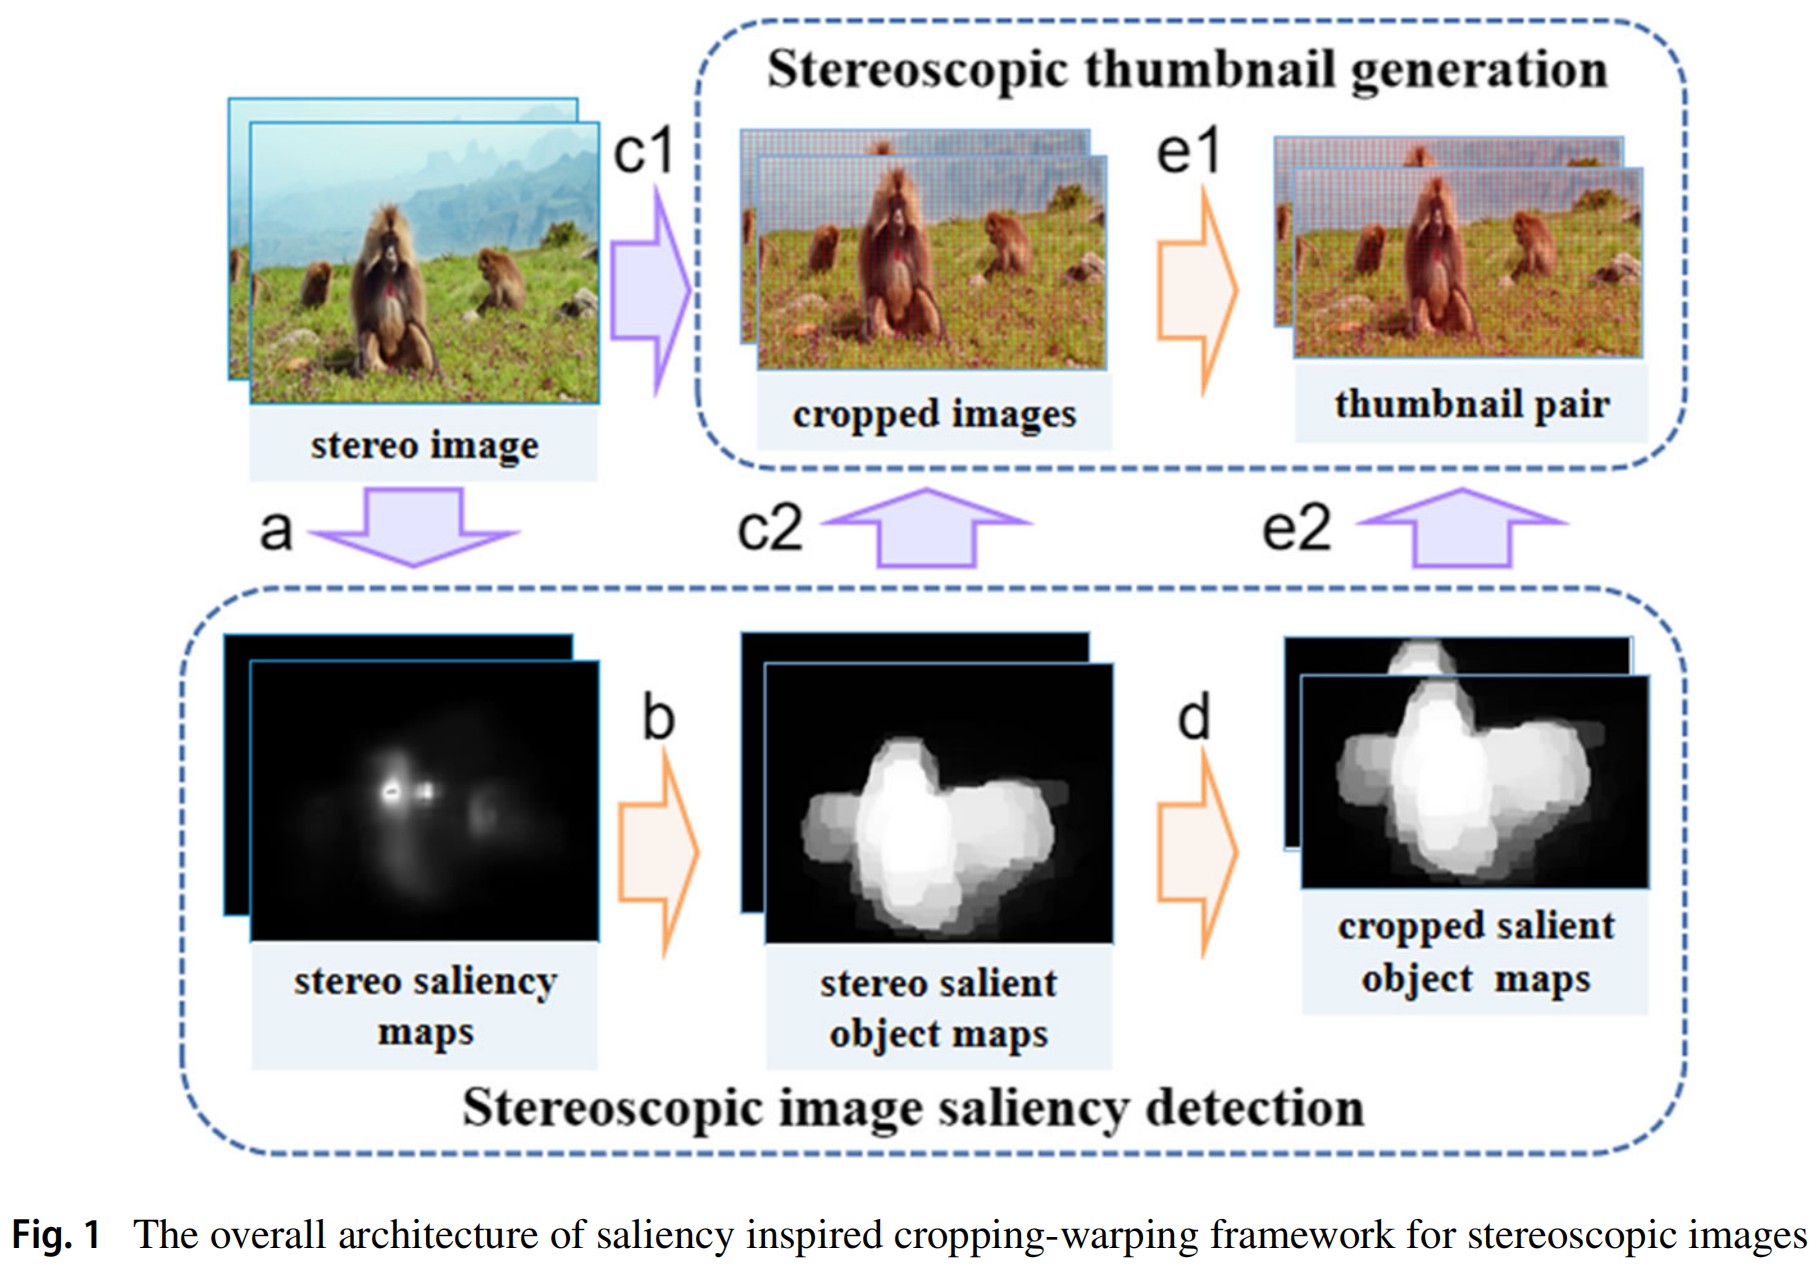 Stereoscopic thumbnail generation
c1
e1
stereo image
cropped images
thumbnail pair
a
c2
e2
b
d
stereo saliency
maps
stereo salient
object maps
cropped salient
object maps
Stereoscopic image saliency detection
Fig. 1 The overall architecture of saliency inspired cropping-warping framework for stereoscopic images